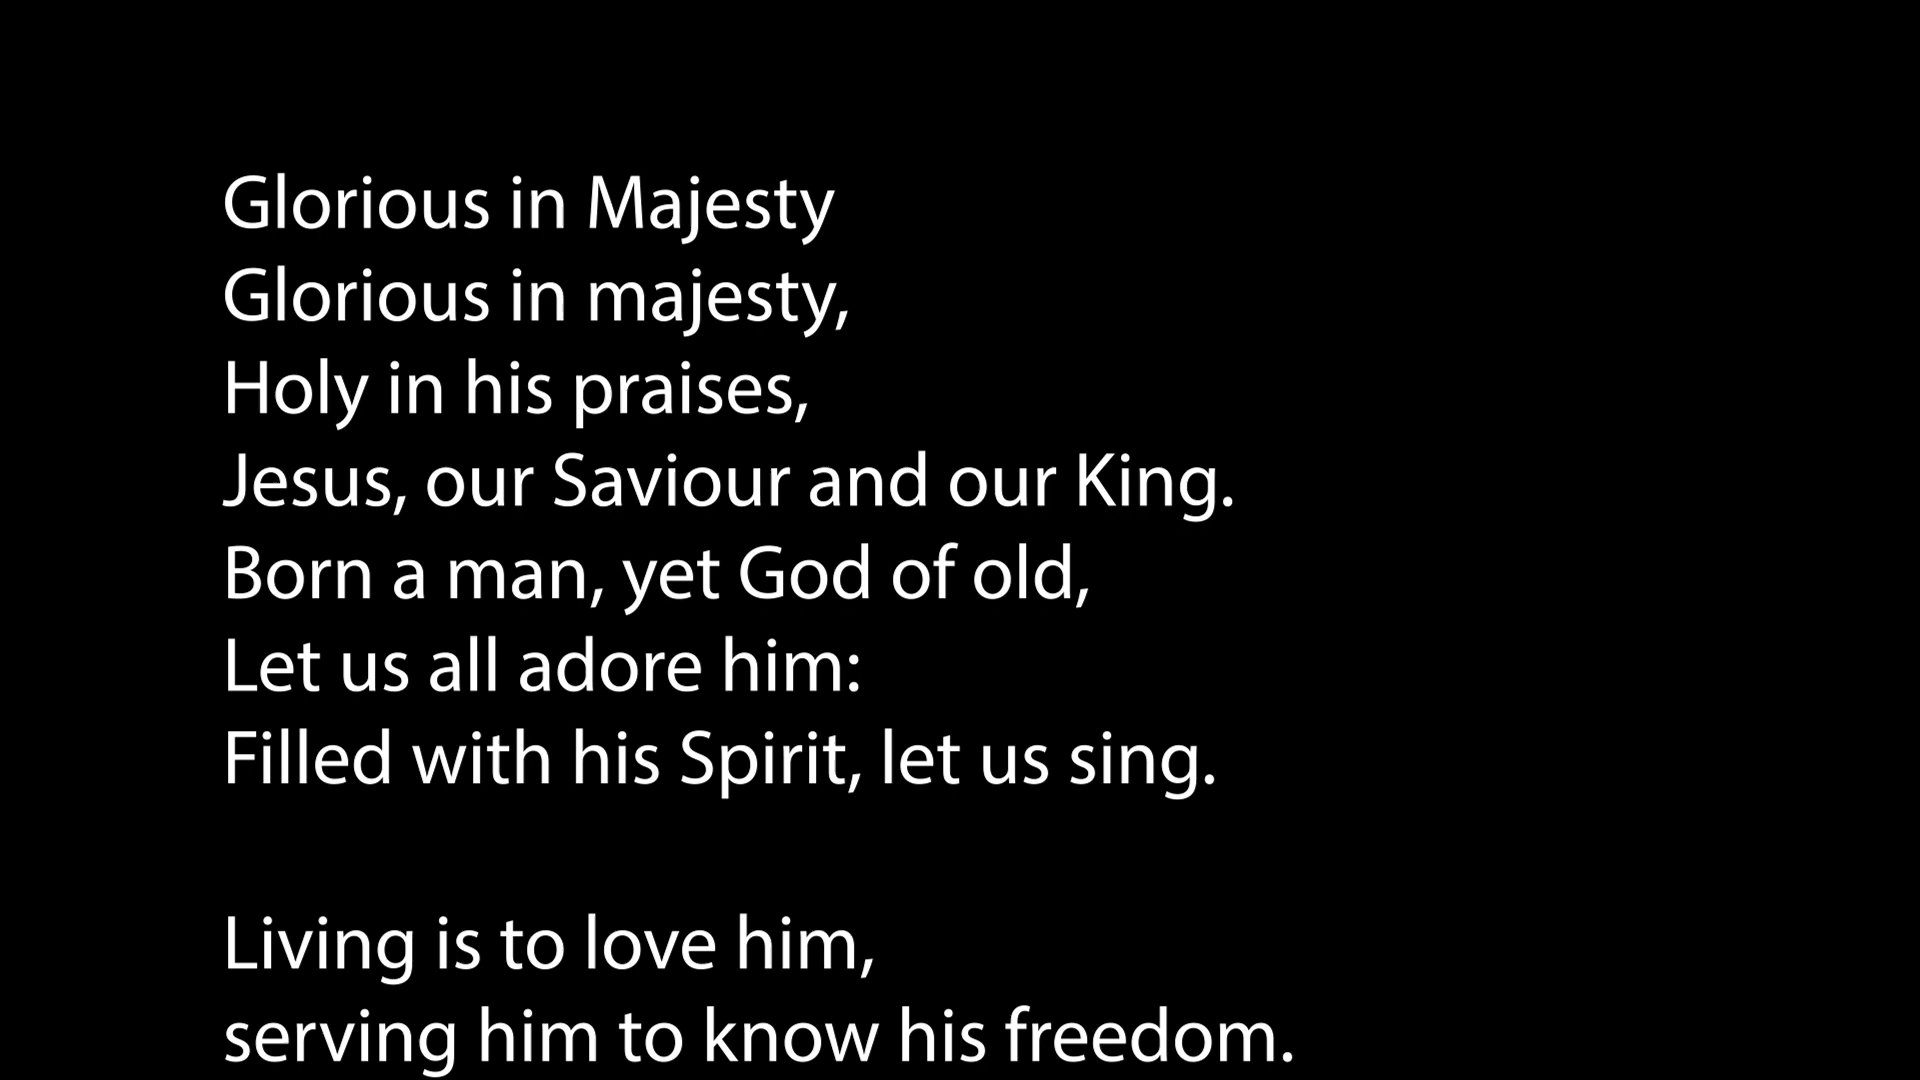 Glorious in Majesty
Glorious in majesty,
Holy in his praises,
Jesus, our Saviour and our King.
Born a man, yet God of old,
Let us all adore him:
Filled with his Spirit, let us sing.

Living is to love him,
serving him to know his freedom.